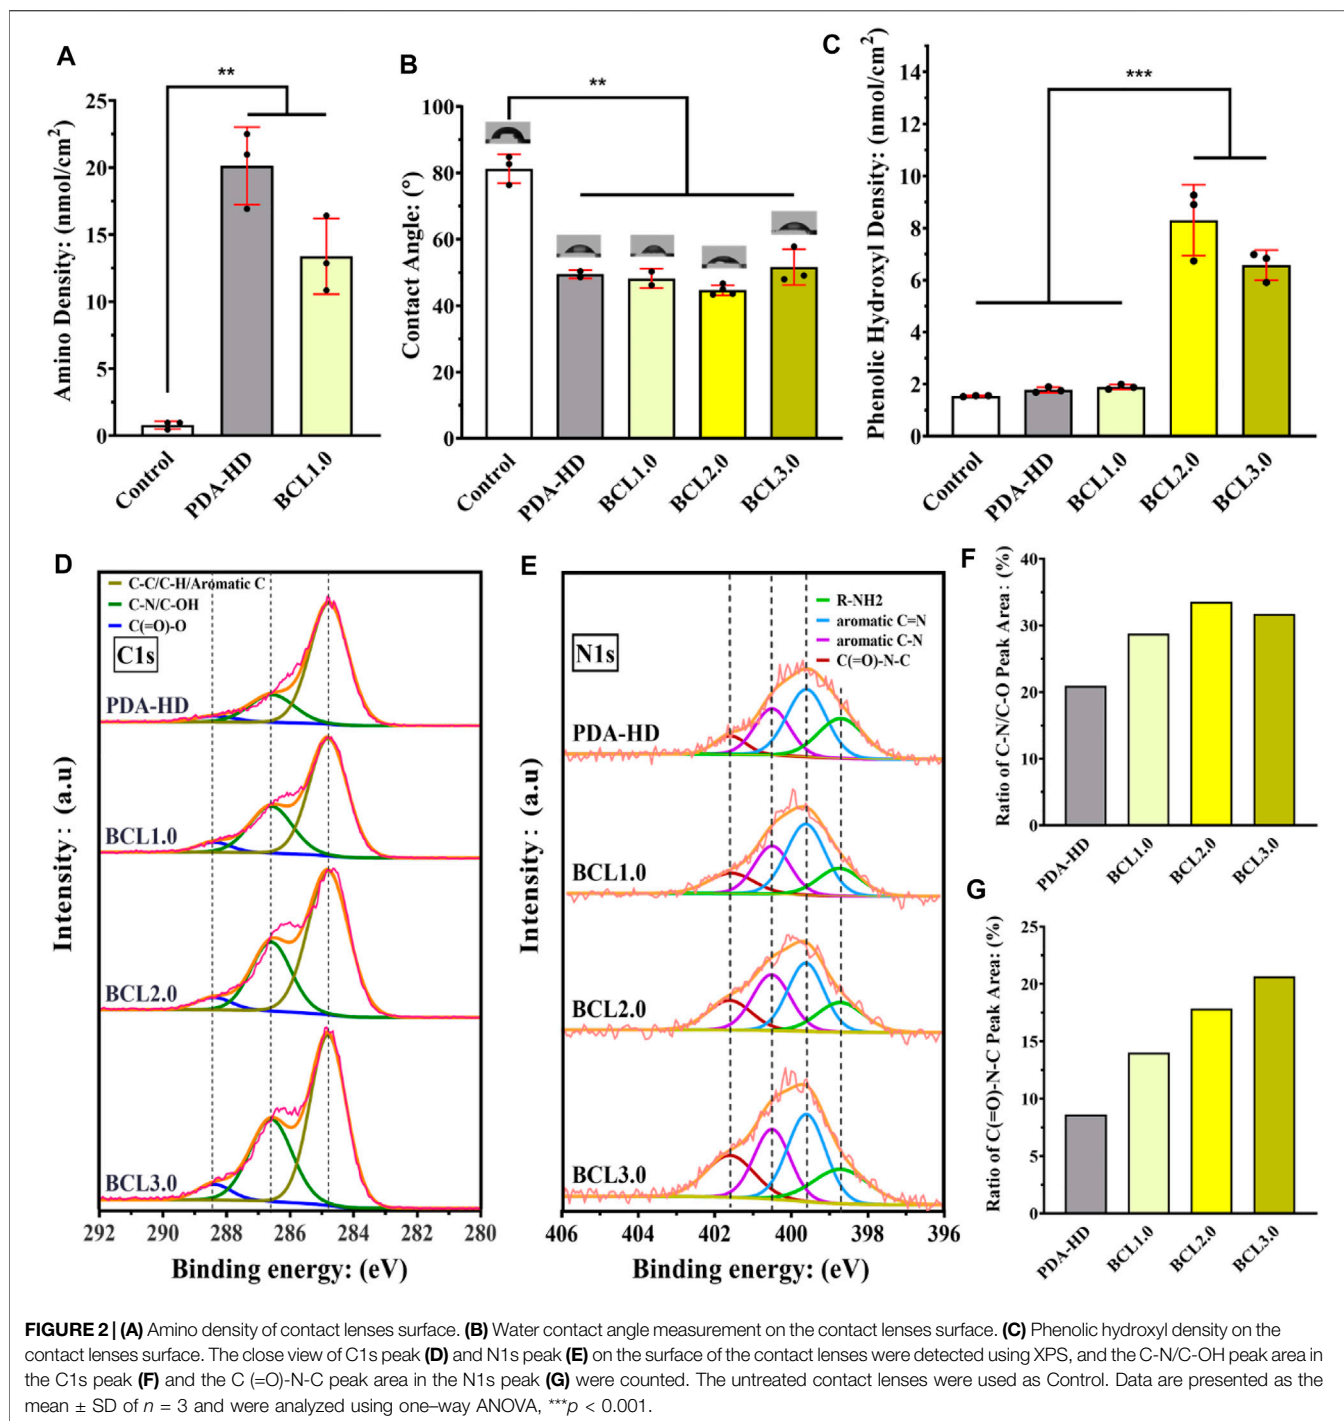 A
**
Amino Density: (nmol/cm²)
25
20
15
10
5
0
Control
PDA-HD
BCL1.0
B
**
Contact Angle: (°)
100
80
60
40
20
0
Control
PDA-HD
BCL1.0
BCL2.0
BCL3.0
C
***
Phenolic Hydroxyl Density: (nmol/cm²)
14
12
10
8
6
4
2
0
Control
PDA-HD
BCL1.0
BCL2.0
BCL3.0
D
C-C/C-H/Aromatic C
C-N/C-OH
C(=O)-O
C1s
PDA-HD
BCL1.0
BCL2.0
BCL3.0
Intensity : (a.u)
292 290 288 286 284 282 280
Binding energy: (eV)
E
R-NH2
aromatic C=N
aromatic C-N
C(=O)-N-C
N1s
PDA-HD
BCL1.0
BCL2.0
BCL3.0
Intensity : (a.u)
406 404 402 400 398 396
Binding energy: (eV)
F
Ratio of C-N/C-O Peak Area: (%)
40
30
20
10
0
PDA-HD
BCL1.0
BCL2.0
BCL3.0
G
Ratio of C(=O)-N-C Peak Area: (%)
25
20
15
10
5
0
PDA-HD
BCL1.0
BCL2.0
BCL3.0
FIGURE 2 | (A) Amino density of contact lenses surface. (B) Water contact angle measurement on the contact lenses surface. (C) Phenolic hydroxyl density on the
contact lenses surface. The close view of C1s peak (D) and N1s peak (E) on the surface of the contact lenses were detected using XPS, and the C-N/C-OH peak area in
the C1s peak (F) and the C (=O)-N-C peak area in the N1s peak (G) were counted. The untreated contact lenses were used as Control. Data are presented as the
mean ± SD of n = 3 and were analyzed using one–way ANOVA, ***p < 0.001.